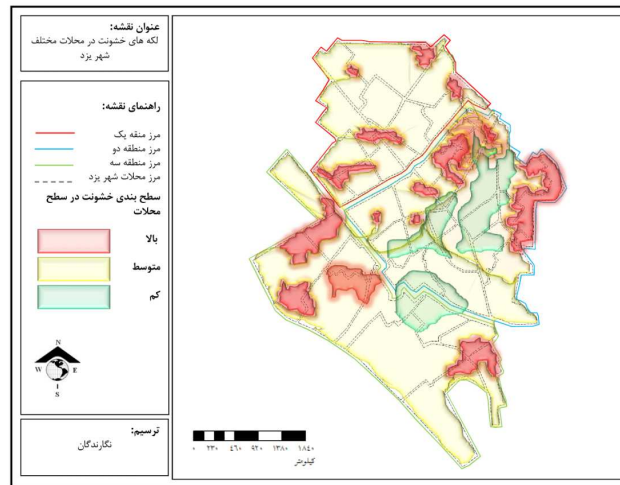 عنوان نقشه:
لکه های خشونت در محلات مختلف
شهر یزد
راهنمای نقشه:
مرز منقه یک
مرز منطقه دو
مرز منطقه سه
مرز محلات شهر یزد
سطح بندی خشونت در سطح
محلات
بالا
متوسط
کم
N
W E
S
ترسیم:
نگارندگان
۰ ۲۳۰ ۴۶۰ ۹۲۰ ۱۳۸۰ ۱۸۴۰
کیلومتر